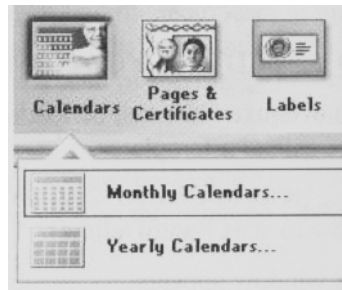 Calendars
Pages &
Certificates
Labels
Monthly Calendars...
Yearly Calendars...